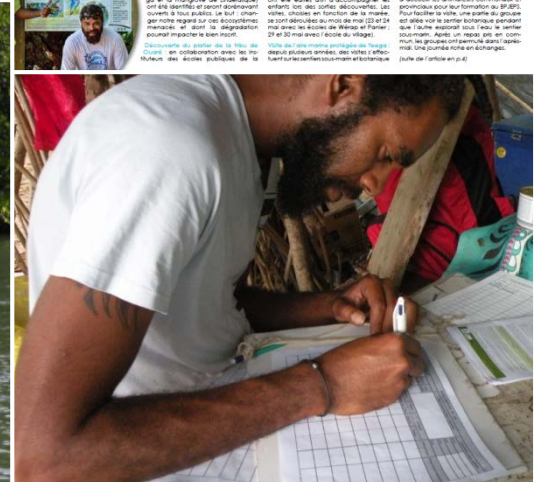 ont été identifiés et seront dorénavant
ouverts à tous publics. Le but : chan-
ger notre regard sur ces écosystèmes
menacés et dont la dégradation
pourrait impacter le bien inscrit.
Découverte du platier de la tribu de
Ouaré : en collaboration avec les ins-
tituteurs des écoles publiques de la
enfants lors des sorties découvertes. Les
visites, choisies en fonction de la marée,
se sont déroulées au mois de mai (23 et 24
mai avec les écoles de Wérap et Panier ;
29 et 30 mai avec l'école du village).
Visite de l'aire marine protégée de Yeega :
depuis plusieurs années, des visites s'effec-
tuent sur les sentiers sous-marin et botanique
provinciaux pour leur formation au BPJEPS.
Pour faciliter la visite, une partie du groupe
est allée voir le sentier botanique pendant
que l'autre explorait sous l'eau le sentier
sous-marin. Après un repas pris en com-
mun, les groupes ont permuté dans l'après-
midi. Une journée riche en échanges.
(suite de l'article en p.4)